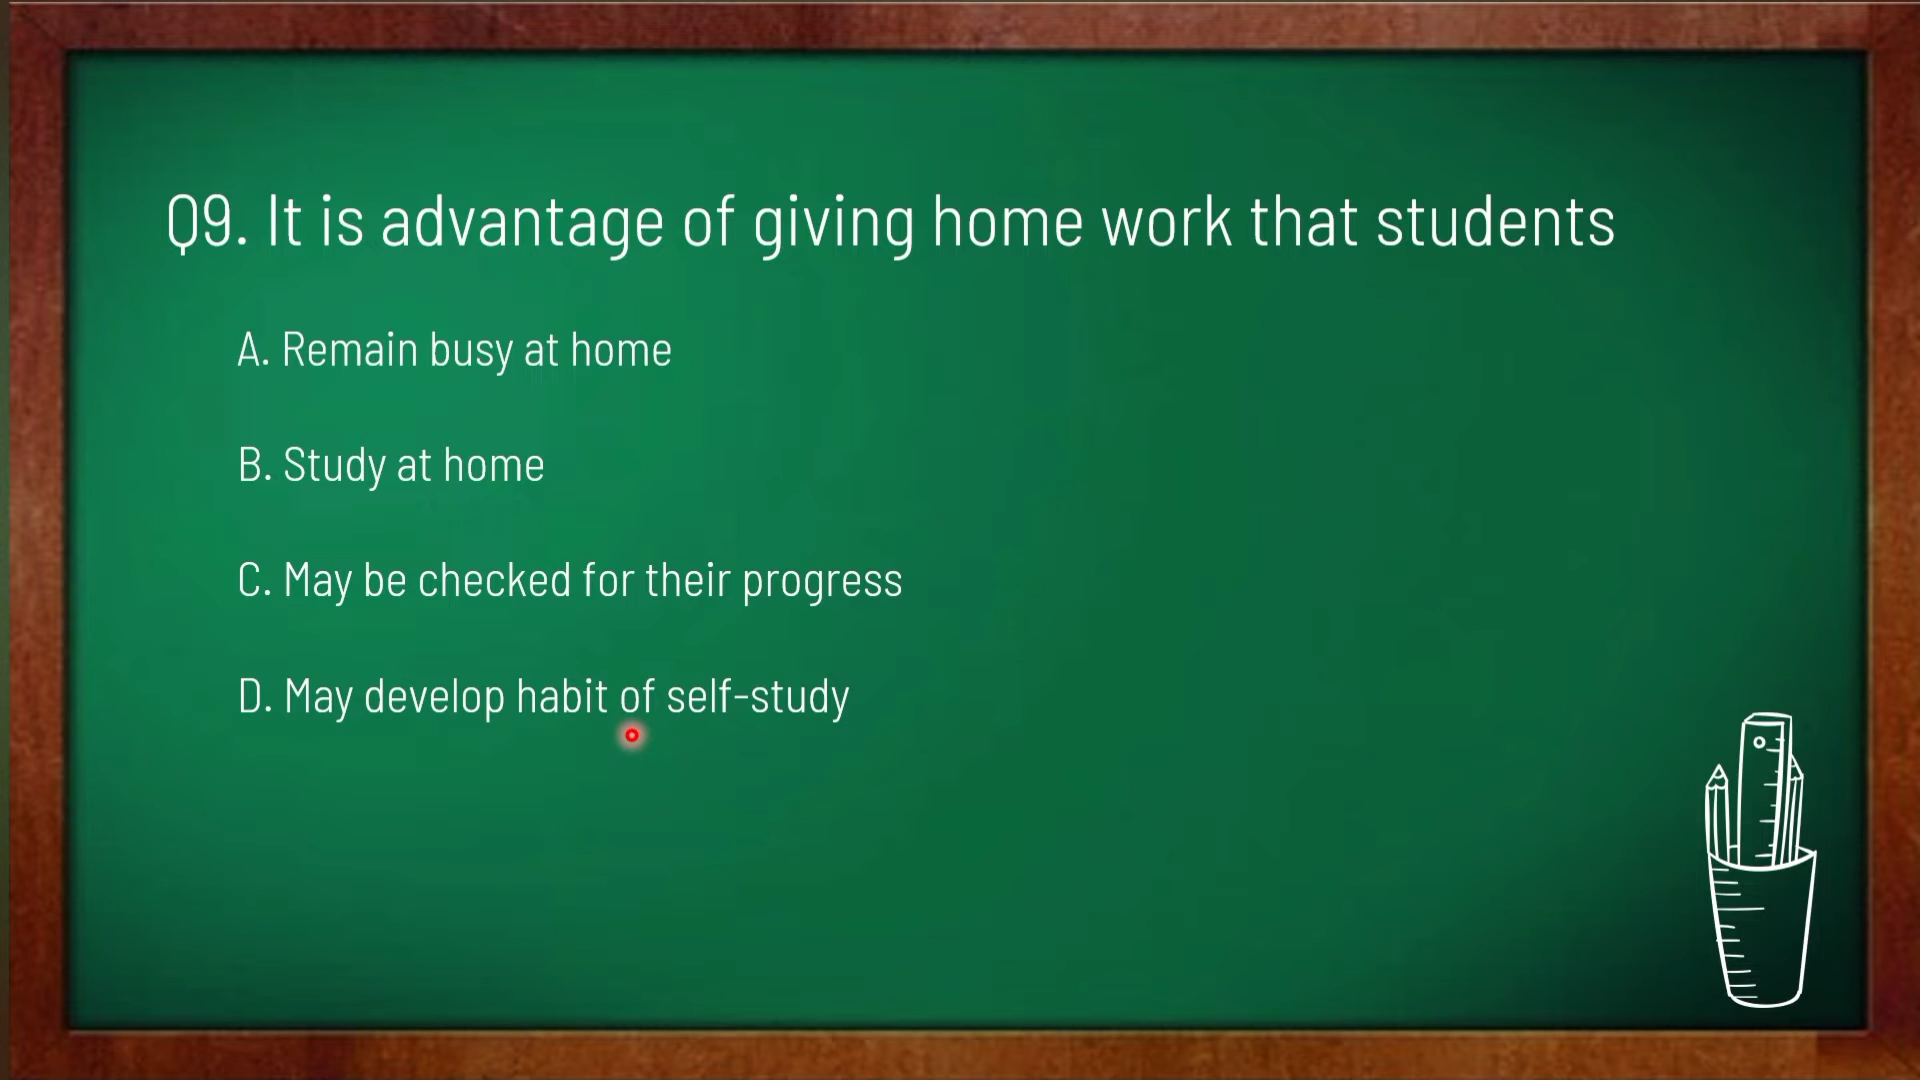 Q9. It is advantage of giving home work that students
A. Remain busy at home
B. Study at home
C. May be checked for their progress
D. May develop habit of self-study